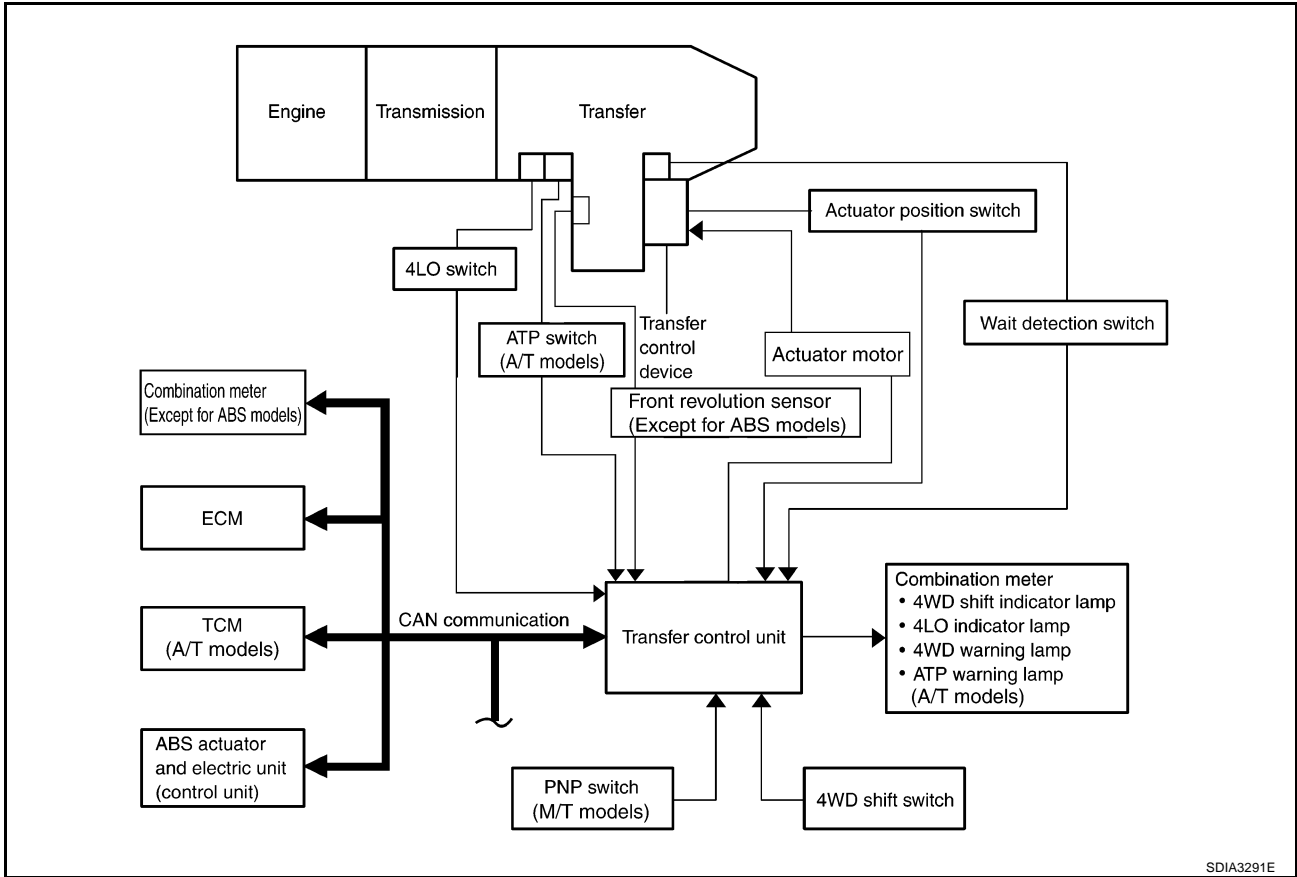 Engine
Transmission
Transfer
Actuator position switch
4LO switch
Wait detection switch
Transfer
control
device
ATP switch
(A/T models)
Actuator motor
Combination meter
(Except for ABS models)
Front revolution sensor
(Except for ABS models)
ECM
Combination meter
• 4WD shift indicator lamp
• 4LO indicator lamp
• 4WD warning lamp
• ATP warning lamp
(A/T models)
TCM
(A/T models)
CAN communication
Transfer control unit
ABS actuator
and electric unit
(control unit)
PNP switch
(M/T models)
4WD shift switch
SDIA3291E